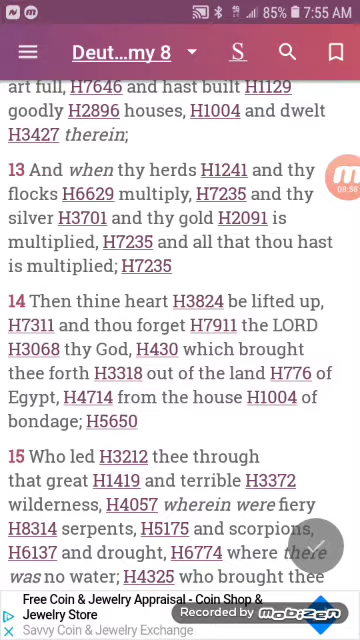 85% 7:55 AM
Deut...my 8 S
art full, H7646 and hast built H1129
goodly H2896 houses, H1004 and dwelt
H3427 therein;
13 And when thy herds H1241 and thy
flocks H6629 multiply, H7235 and thy
silver H3701 and thy gold H2091 is
multiplied, H7235 and all that thou hast
is multiplied; H7235
14 Then thine heart H3824 be lifted up,
H7311 and thou forget H7911 the LORD
H3068 thy God, H430 which brought
thee forth H3318 out of the land H776 of
Egypt, H4714 from the house H1004 of
bondage; H5650
15 Who led H3212 thee through
that great H1419 and terrible H3372
wilderness, H4057 wherein were fiery
H8314 serpents, H5175 and scorpions,
H6137 and drought, H6774 where there
was no water; H4325 who brought thee
Free Coin & Jewelry Appraisal - Coin Shop &
Jewelry Store
Savvy Coin & Jewelry Exchange
Recorded by mobizen